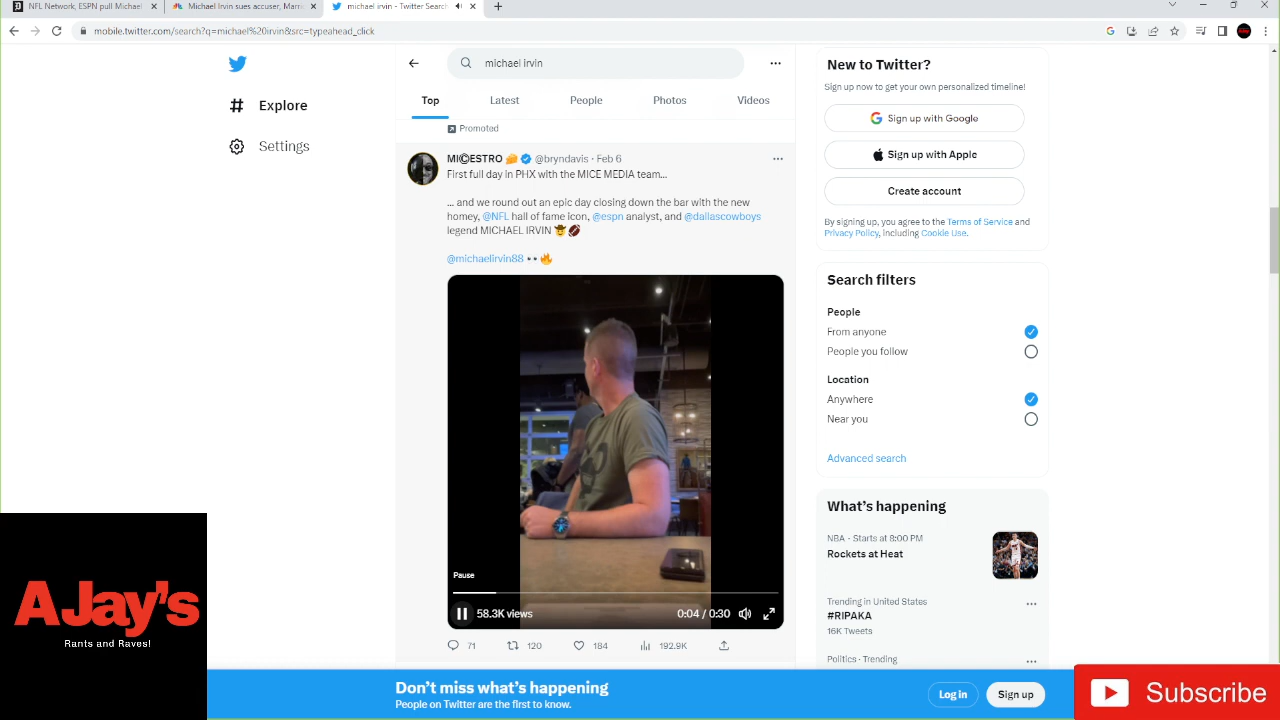 NFL Network, ESPN pull Michael
Michael Irvin sues accuser, Marri
michael irvin - Twitter Search
mobile.twitter.com/search?q=michael%20irvin&src=typeahead_click
Explore
Settings
michael irvin
Top
Latest
People
Photos
Videos
Promoted
MI©ESTRO 🧀 @bryndavis · Feb 6
First full day in PHX with the MICE MEDIA team...
... and we round out an epic day closing down the bar with the new
homey, @NFL hall of fame icon, @espn analyst, and @dallascowboys
legend MICHAEL IRVIN 🤠🏈
@michaelirvin88 👀🔥
Pause
58.3K views
0:04 / 0:30
71
120
184
192.9K
New to Twitter?
Sign up now to get your own personalized timeline!
Sign up with Google
Sign up with Apple
Create account
By signing up, you agree to the Terms of Service and
Privacy Policy, including Cookie Use.
Search filters
People
From anyone
People you follow
Location
Anywhere
Near you
Advanced search
What's happening
NBA · Starts at 8:00 PM
Rockets at Heat
Trending in United States
#RIPAKA
16K Tweets
Politics · Trending
AJay's
Rants and Raves!
Don't miss what's happening
People on Twitter are the first to know.
Log in
Sign up
Subscribe